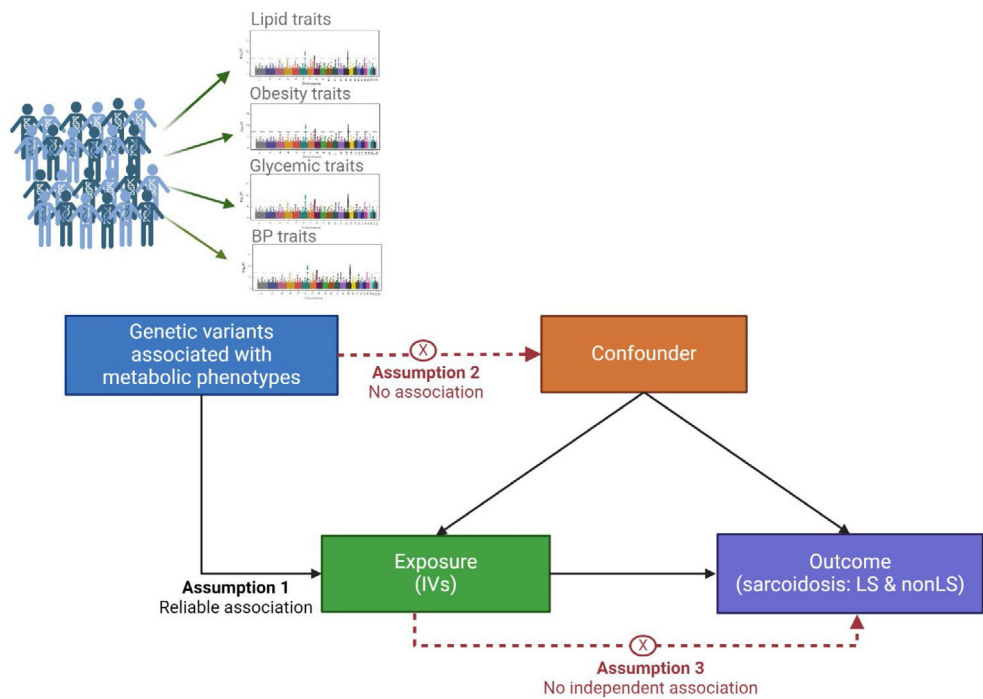 Lipid traits
Obesity traits
Glycemic traits
BP traits
Genetic variants
associated with
metabolic phenotypes
X
Assumption 2
No association
Confounder
Assumption 1
Reliable association
Exposure
(IVs)
Outcome
(sarcoidosis: LS & nonLS)
X
Assumption 3
No independent association